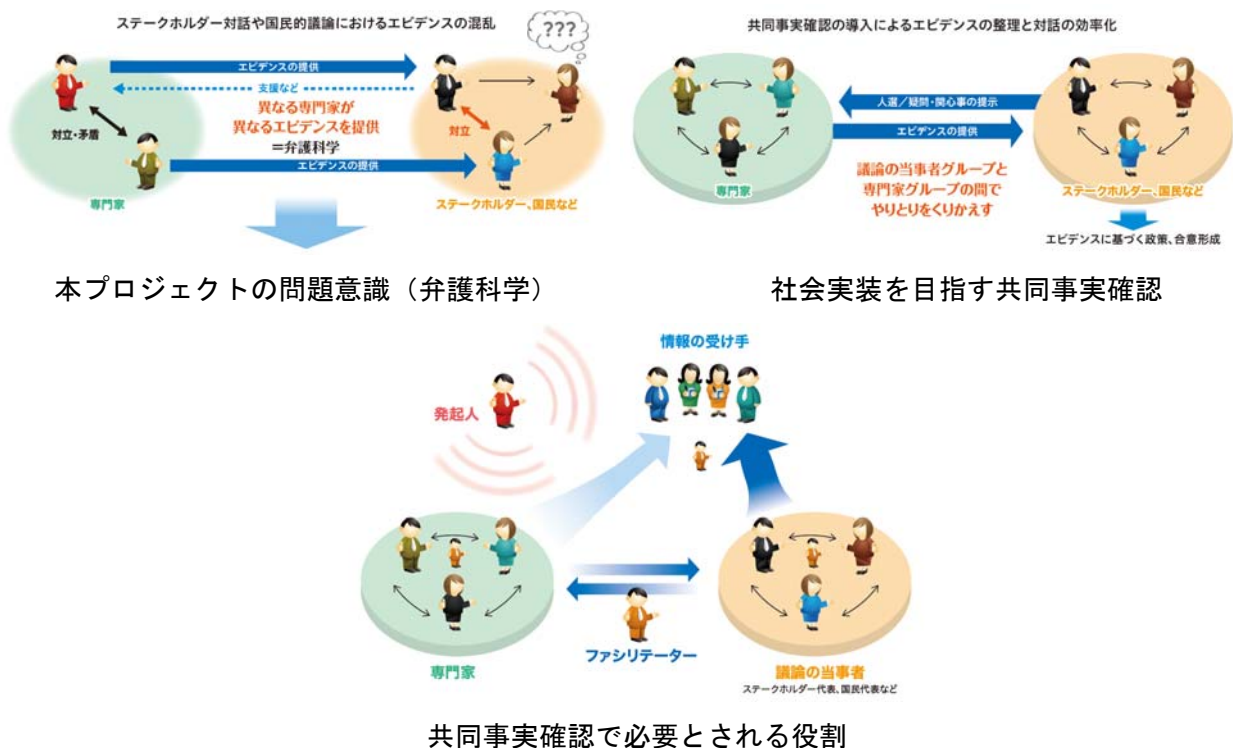 ステークホルダー対話や国民的議論におけるエビデンスの混乱
???
エビデンスの提供
支援など
異なる専門家が
異なるエビデンスを提供
=弁護科学
対立・矛盾
対立
エビデンスの提供
専門家
ステークホルダー、国民など
本プロジェクトの問題意識（弁護科学）
共同事実確認の導入によるエビデンスの整理と対話の効率化
人選／疑問・関心事の提示
エビデンスの提供
議論の当事者グループと
専門家グループの間で
やりとりをくりかえす
専門家
ステークホルダー、国民など
エビデンスに基づく政策、合意形成
社会実装を目指す共同事実確認
情報の受け手
発起人
ファシリテーター
専門家
議論の当事者
ステークホルダー代表、国民代表など
共同事実確認で必要とされる役割